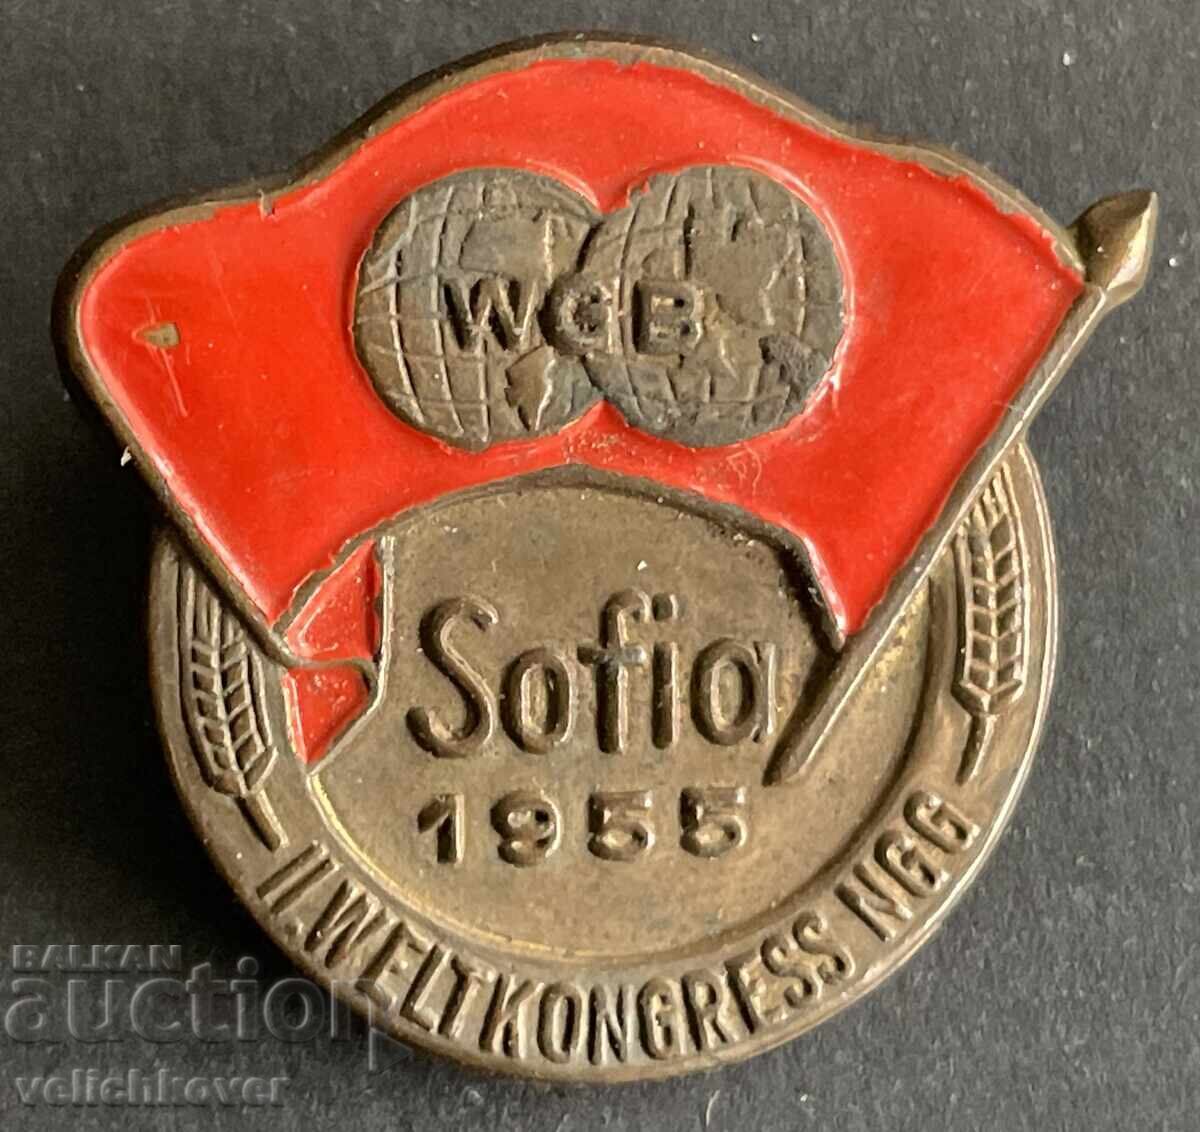 WGB
Sofia
1955
II. WELTKONGRESS NGG
BALKAN
auction
velichkover